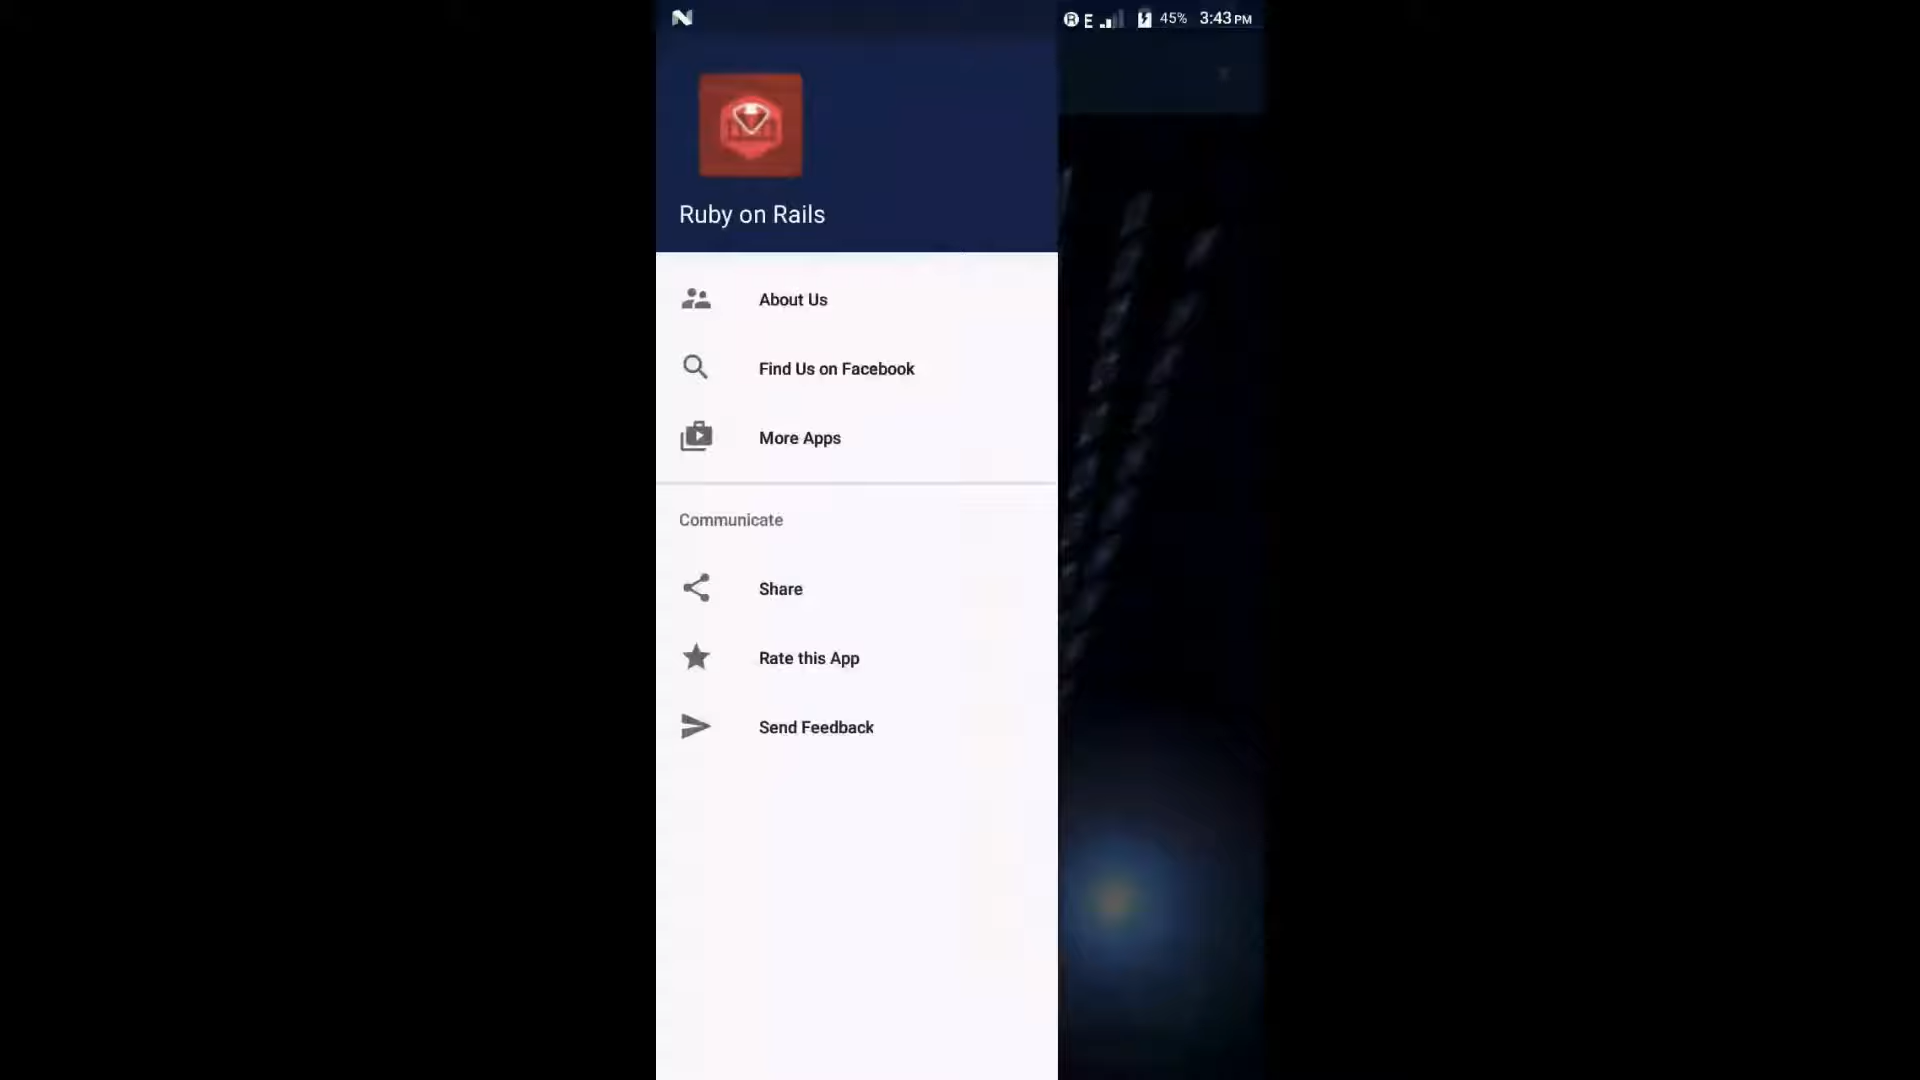 R E 45% 3:43 PM
Ruby on Rails
About Us
Find Us on Facebook
More Apps
Communicate
Share
Rate this App
Send Feedback